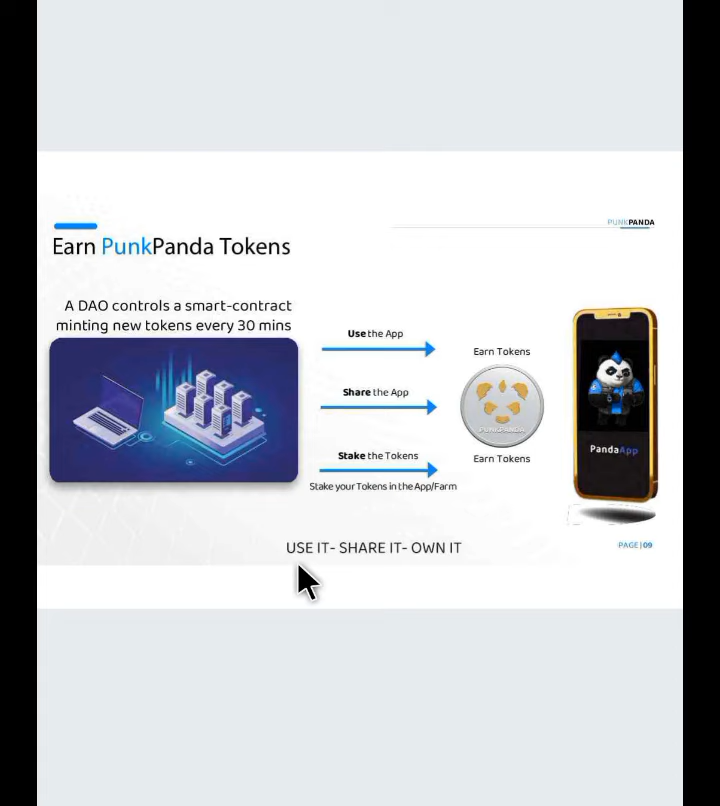 PUNKPANDA
Earn PunkPanda Tokens
A DAO controls a smart-contract
minting new tokens every 30 mins
Use the App
Earn Tokens
Share the App
PUNKPANDA
Stake the Tokens
Earn Tokens
Stake your Tokens in the App/Farm
PandaApp
USE IT- SHARE IT- OWN IT
PAGE | 09